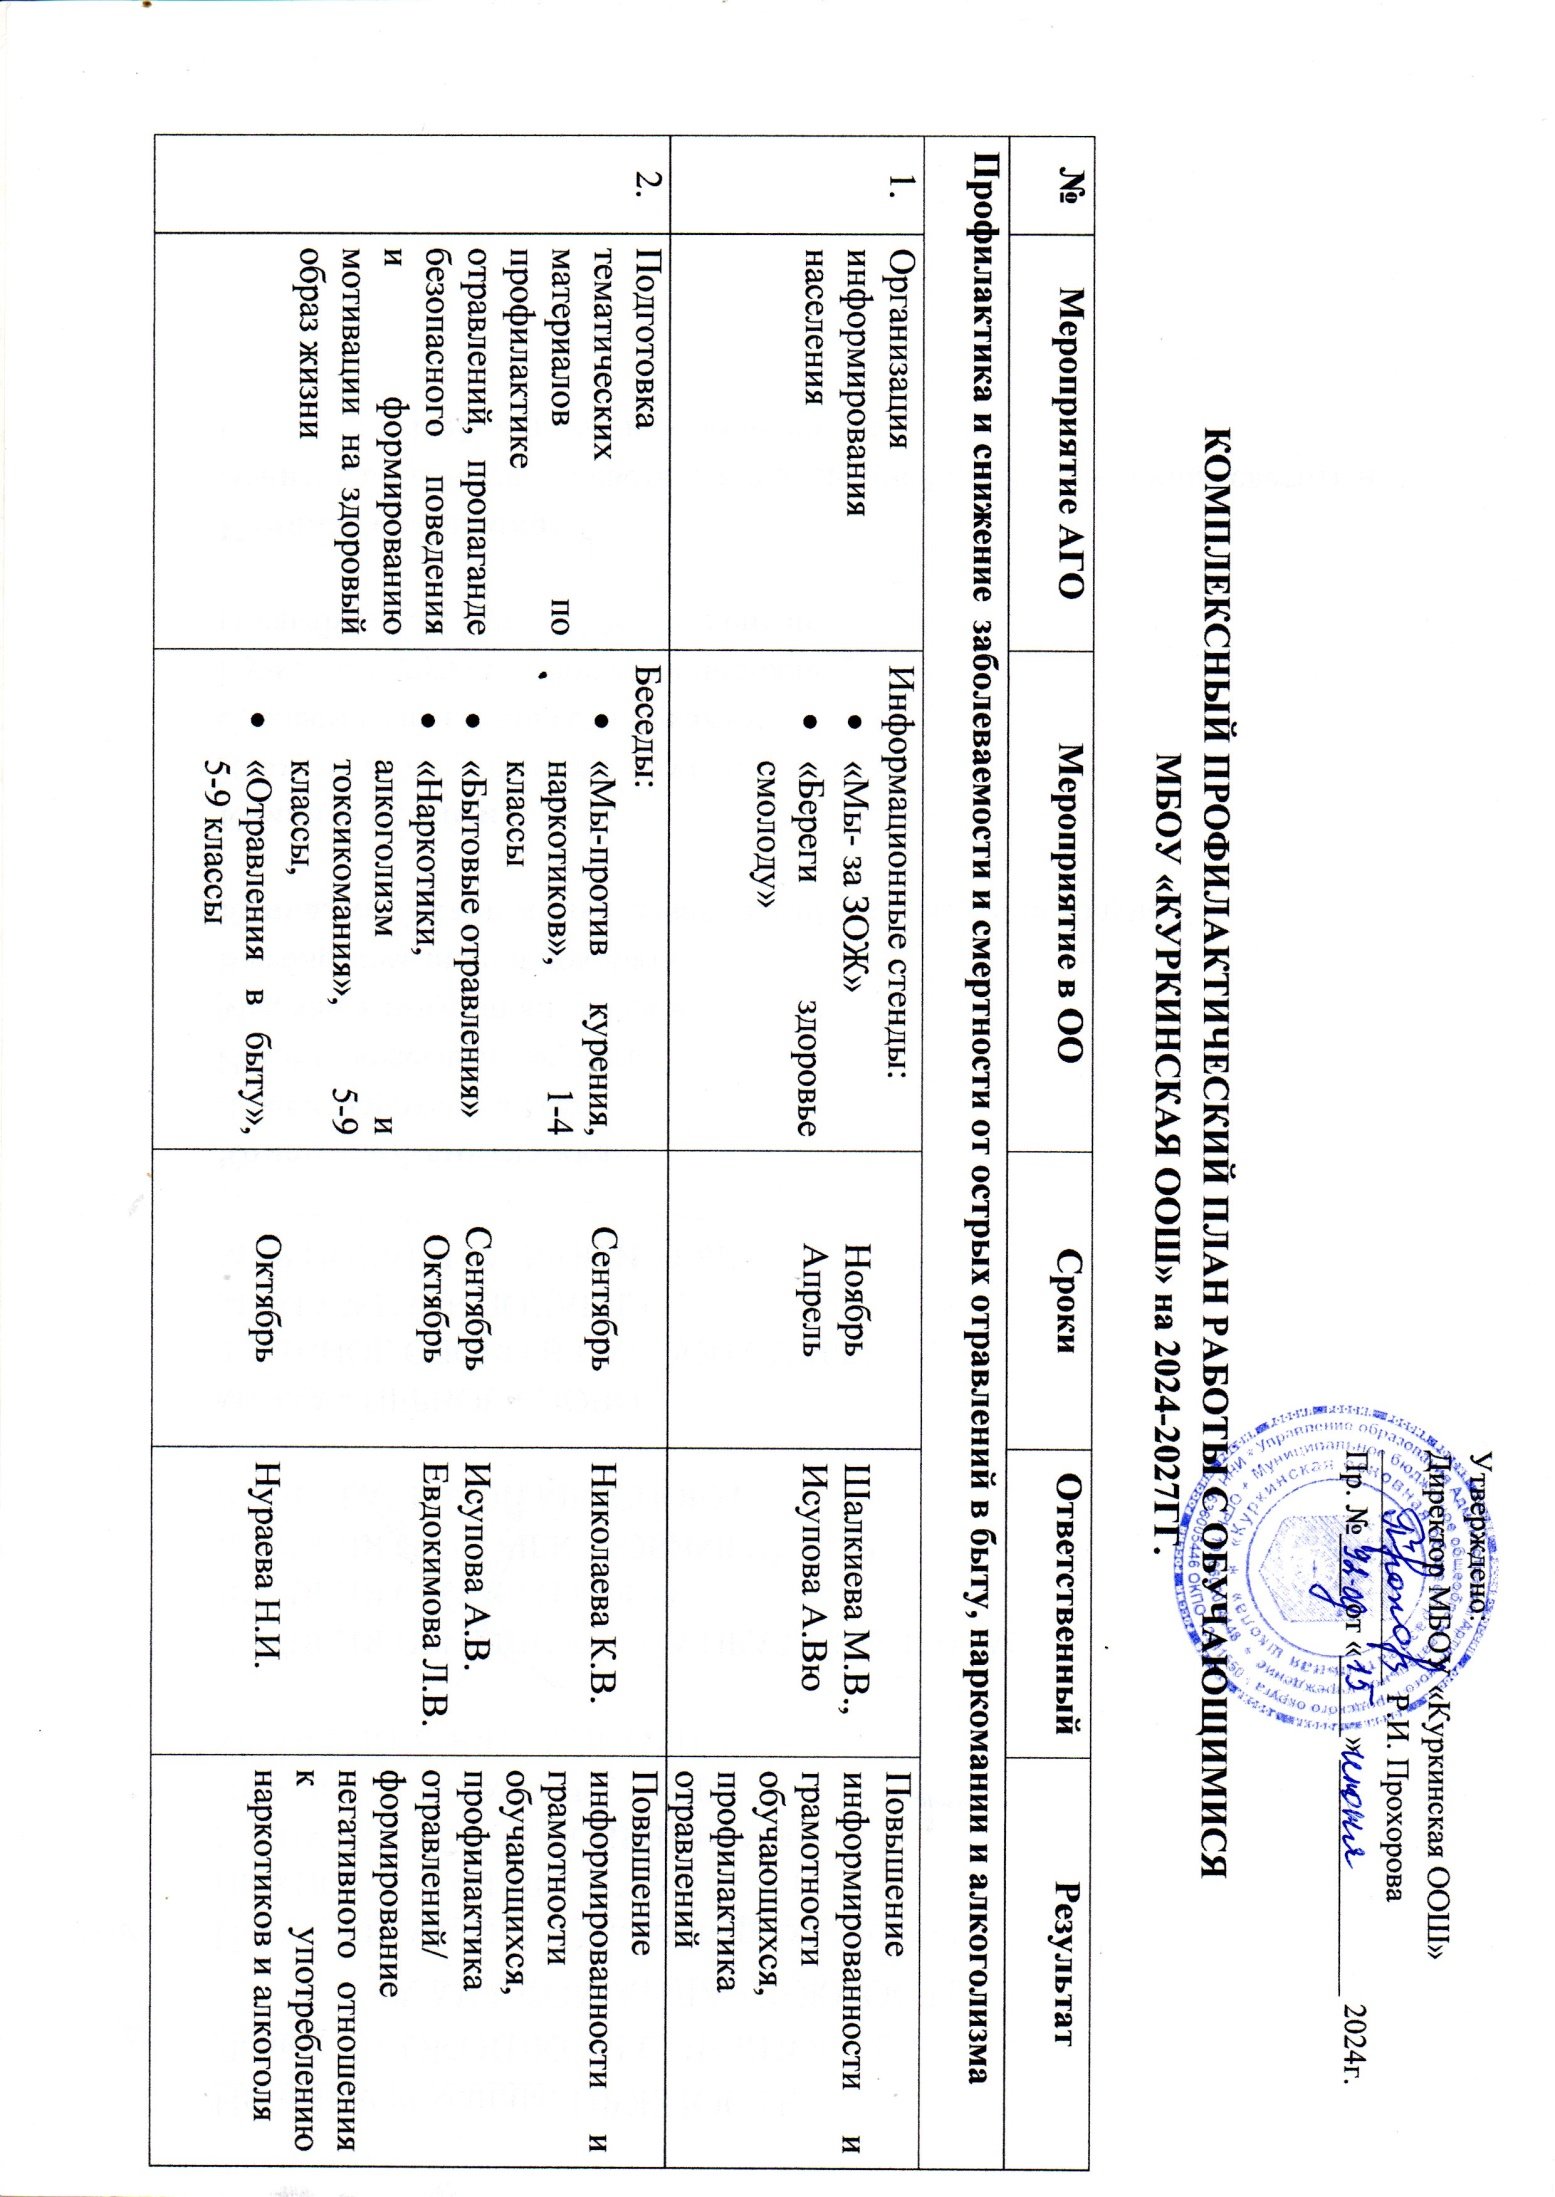 Утверждено:
Директор МБОУ «Куркинская ООШ»
Р.И. Прохорова
Пр. № 92-од от «15» июня 2024г.
КОМПЛЕКСНЫЙ ПРОФИЛАКТИЧЕСКИЙ ПЛАН РАБОТЫ С ОБУЧАЮЩИМИСЯ
МБОУ «КУРКИНСКАЯ ООШ» на 2024-2027ГГ.
№
Мероприятие АГО
Мероприятие в ОО
Сроки
Ответственный
Результат
Профилактика и снижение заболеваемости и смертности от острых отравлений в быту, наркомании и алкоголизма
1.
Организация
информирования
населения
Информационные стенды:
• «Мы- за ЗОЖ»
• «Береги здоровье
смолоду»
Ноябрь
Апрель
Шалкиева М.В.,
Исупова А.Вю
Повышение
информированности и
грамотности
обучающихся,
профилактика
отравлений
2.
Подготовка
тематических
материалов по
профилактике
отравлений, пропаганде
безопасного поведения
и формированию
мотивации на здоровый
образ жизни
Беседы:
• «Мы-против курения,
наркотиков», 1-4
классы
• «Бытовые отравления»
• «Наркотики,
алкоголизм и
токсикомания», 5-9
классы,
• «Отравления в быту»,
5-9 классы
Сентябрь
Сентябрь
Октябрь
Октябрь
Николаева К.В.
Исупова А.В.
Евдокимова Л.В.
Нураева Н.И.
Повышение
информированности и
грамотности
обучающихся,
профилактика
отравлений/
формирование
негативного отношения
к употреблению
наркотиков и алкоголя